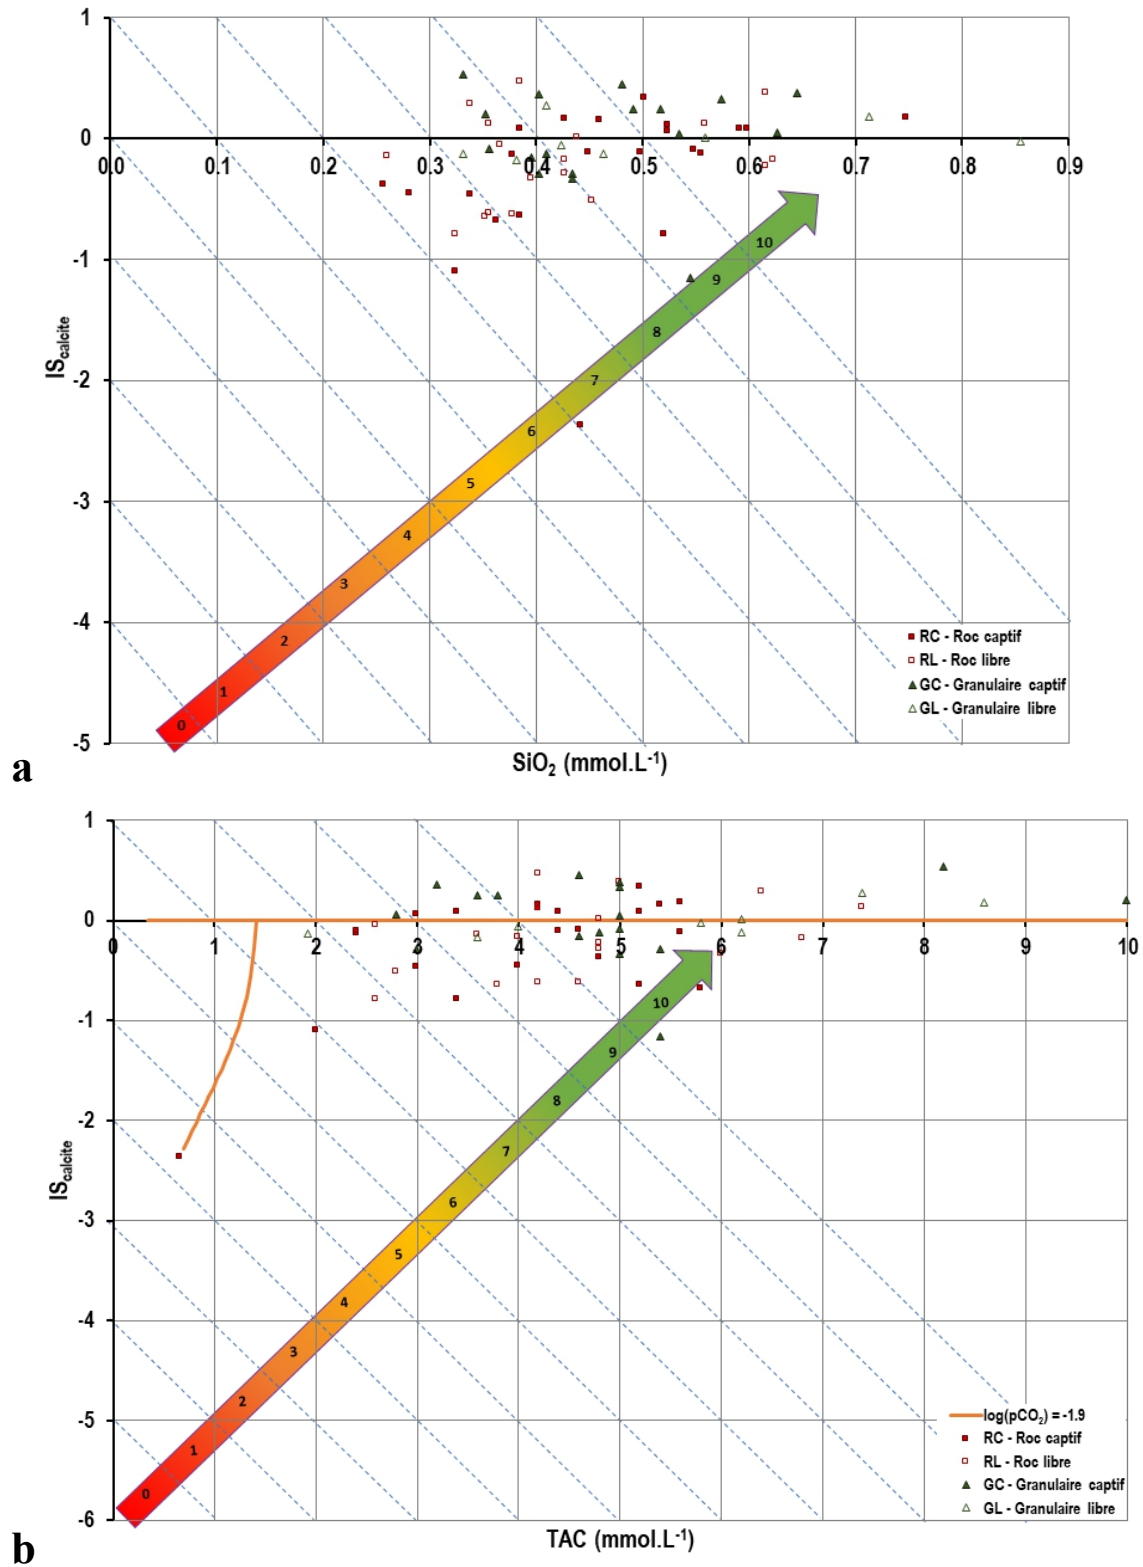 1
0
0.0 0.1 0.2 0.3 0.4 0.5 0.6 0.7 0.8 0.9
-1
-2
-3
-4
-5
IScalcite
10
9
8
7
6
5
4
3
2
1
0
RC - Roc captif
RL - Roc libre
GC - Granulaire captif
GL - Granulaire libre
SiO₂ (mmol.L⁻¹)
a
1
0
0 1 2 3 4 5 6 7 8 9 10
-1
-2
-3
-4
-5
-6
IScalcite
10
9
8
7
6
5
4
3
2
1
0
log(pCO₂) = -1.9
RC - Roc captif
RL - Roc libre
GC - Granulaire captif
GL - Granulaire libre
TAC (mmol.L⁻¹)
b